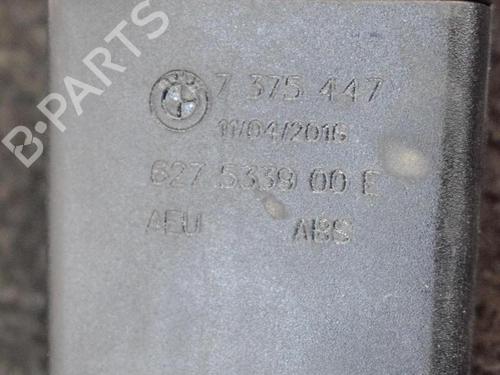 B-PARTS
7 375 447
11/04/2016
627 5339 00 E
AEU ABS